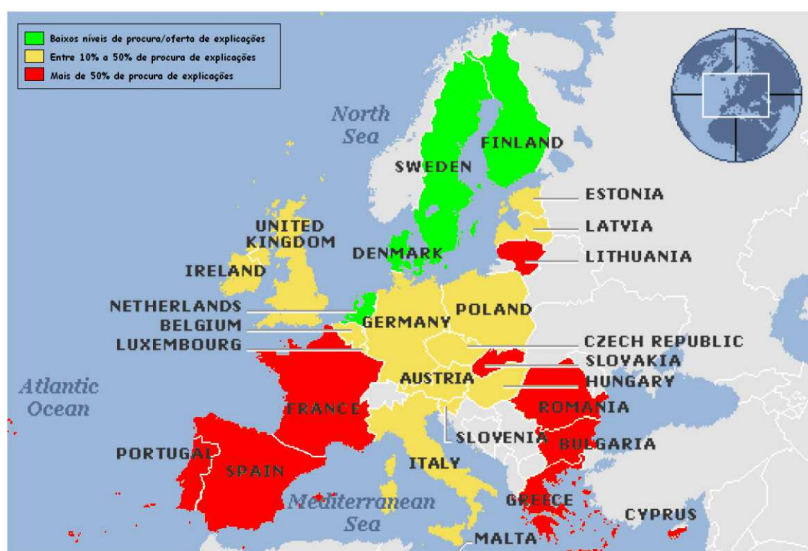 Baixos níveis de procura/oferta de explicações
Entre 10% a 50% de procura de explicações
Mais de 50% de procura de explicações
North
Sea
FINLAND
SWEDEN
ESTONIA
UNITED
KINGDOM
LATVIA
DENMARK
LITHUANIA
IRELAND
NETHERLANDS
BELGIUM
GERMANY
POLAND
LUXEMBOURG
CZECH REPUBLIC
SLOVAKIA
AUSTRIA
HUNGARY
Atlantic
Ocean
FRANCE
ROMANIA
SLOVENIA
BULGARIA
PORTUGAL
SPAIN
ITALY
Mediterranean
Sea
GREECE
CYPRUS
MALTA